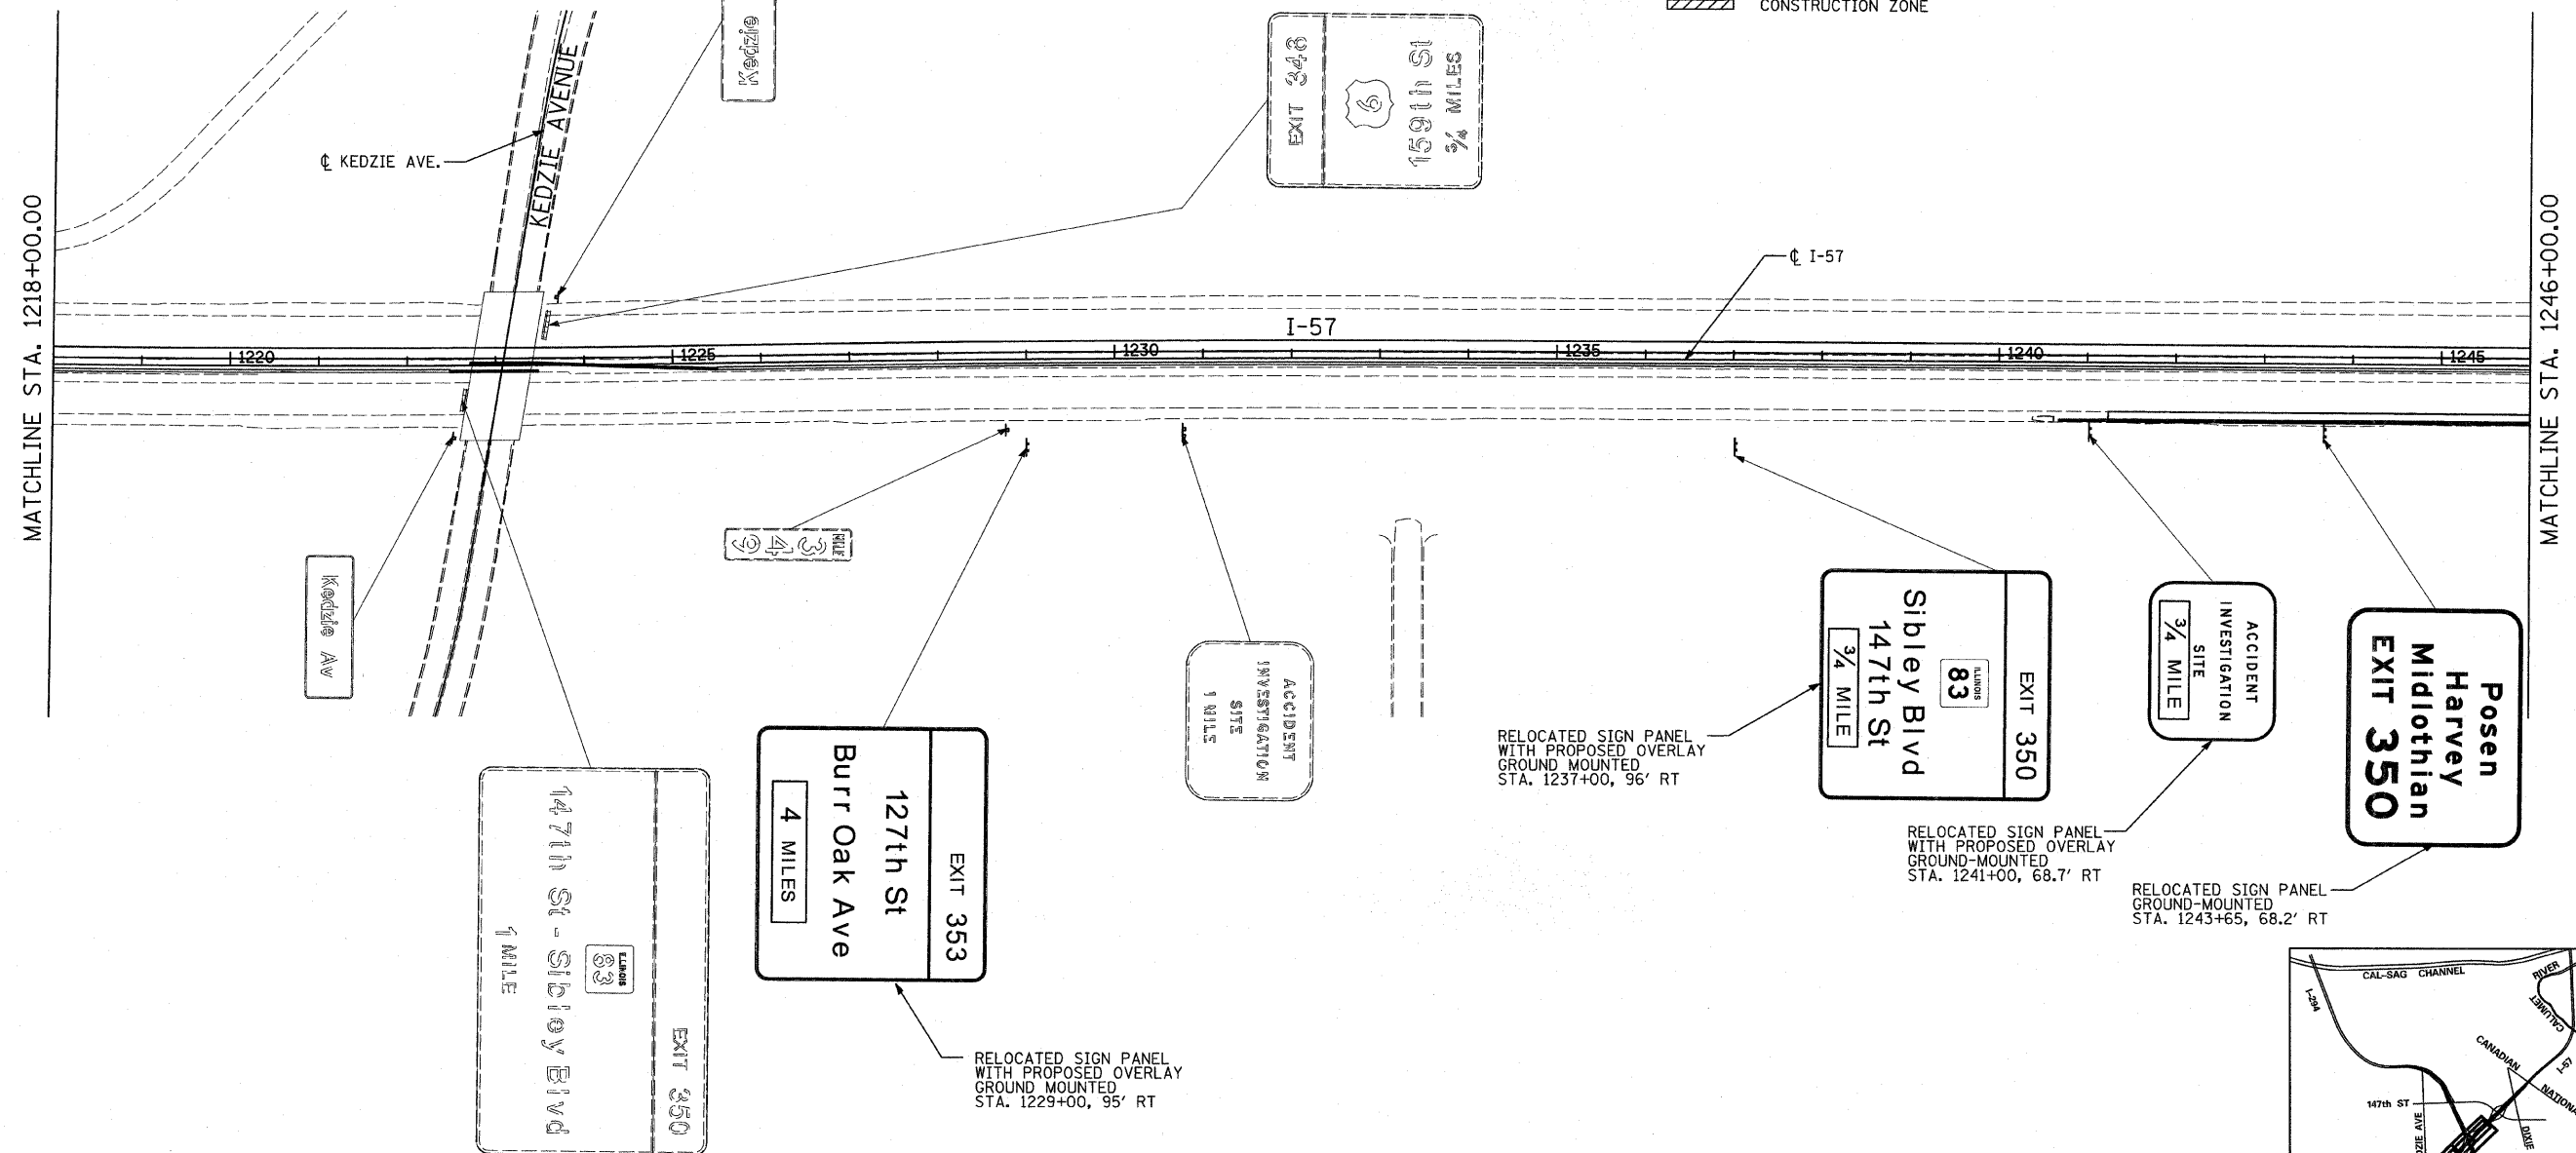 CONSTRUCTION ZONE
MATCHLINE STA. 1218+00.00
℄ KEDZIE AVE.
KEDZIE AVENUE
Kedzie
EXIT 348
6
159th St
¾ MILES
℄ I-57
I-57
1220
1225
1230
1235
1240
1245
MATCHLINE STA. 1246+00.00
Kedzie Av
MILE
349
EXIT 350
ILLINOIS
83
147th St - Sibley Blvd
1 MILE
EXIT 353
127th St
Burr Oak Ave
4 MILES
RELOCATED SIGN PANEL
WITH PROPOSED OVERLAY
GROUND MOUNTED
STA. 1229+00, 95' RT
ACCIDENT
INVESTIGATION
SITE
1 MILE
EXIT 350
ILLINOIS
83
Sibley Blvd
147th St
¾ MILE
RELOCATED SIGN PANEL
WITH PROPOSED OVERLAY
GROUND MOUNTED
STA. 1237+00, 96' RT
ACCIDENT
INVESTIGATION
SITE
¾ MILE
RELOCATED SIGN PANEL
WITH PROPOSED OVERLAY
GROUND-MOUNTED
STA. 1241+00, 68.7' RT
Posen
Harvey
Midlothian
EXIT 350
RELOCATED SIGN PANEL
GROUND-MOUNTED
STA. 1243+65, 68.2' RT
CAL-SAG CHANNEL
RIVER
CALUMET
I-294
I-57
CANADIAN
NATIONA
147th ST
ZIE AVE
DIXIE